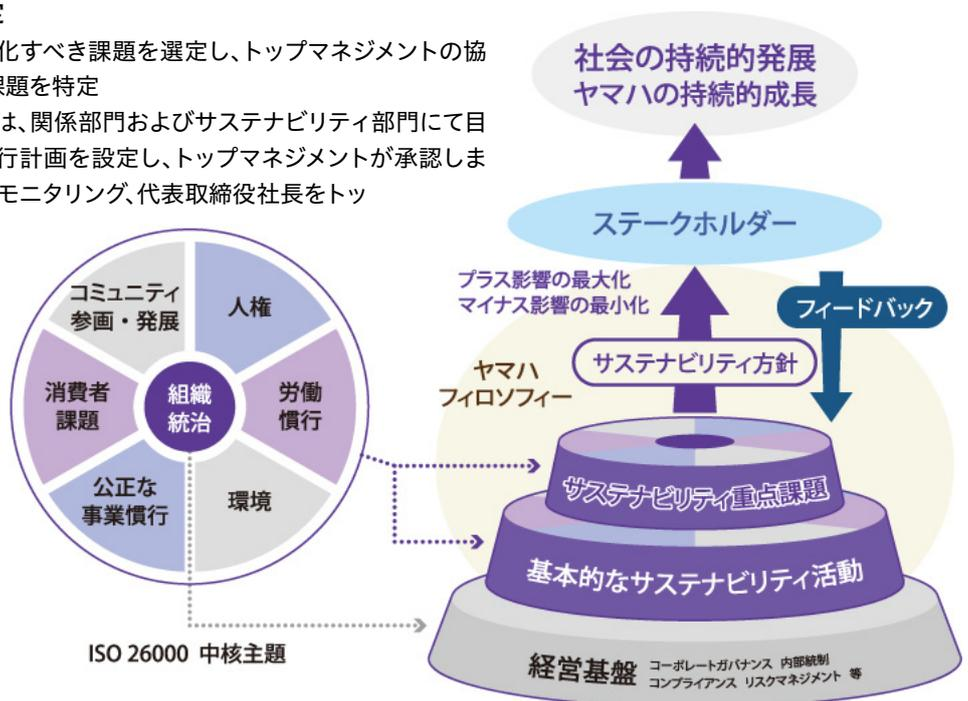 化すべき課題を選定し、トップマネジメントの協
課題を特定
は、関係部門およびサステナビリティ部門にて目
行計画を設定し、トップマネジメントが承認しま
モニタリング、代表取締役社長をトッ
社会の持続的発展
ヤマハの持続的成長
ステークホルダー
プラス影響の最大化
マイナス影響の最小化
フィードバック
サステナビリティ方針
ヤマハ
フィロソフィー
コミュニティ
参画・発展
人権
消費者
課題
組織
統治
労働
慣行
公正な
事業慣行
環境
サステナビリティ重点課題
基本的なサステナビリティ活動
経営基盤
コーポレートガバナンス 内部統制
コンプライアンス リスクマネジメント 等
ISO 26000 中核主題